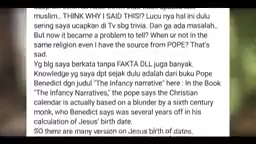 muslim.. THINK WHY I SAID THIS!? Lucu nya hal ini dulu
sering saya ucapkan di Tv sbg trivia. Dan ga ada masalah..
But now it became a problem to tell? When ur not in the
same religion even I have the source from POPE? That's
sad.
Yg blg saya berkata tanpa FAKTA DLL juga banyak.
Knowledge yg saya dpt sejak dulu adalah dari buku Pope
Benedict dgn judul "The Infancy narrative" here : In the Book
"The Infancy Narratives," the pope says the Christian
calendar is actually based on a blunder by a sixth century
monk, who Benedict says was several years off in his
calculation of Jesus' birth date.
SO there are many version on Jesus birth of dates.